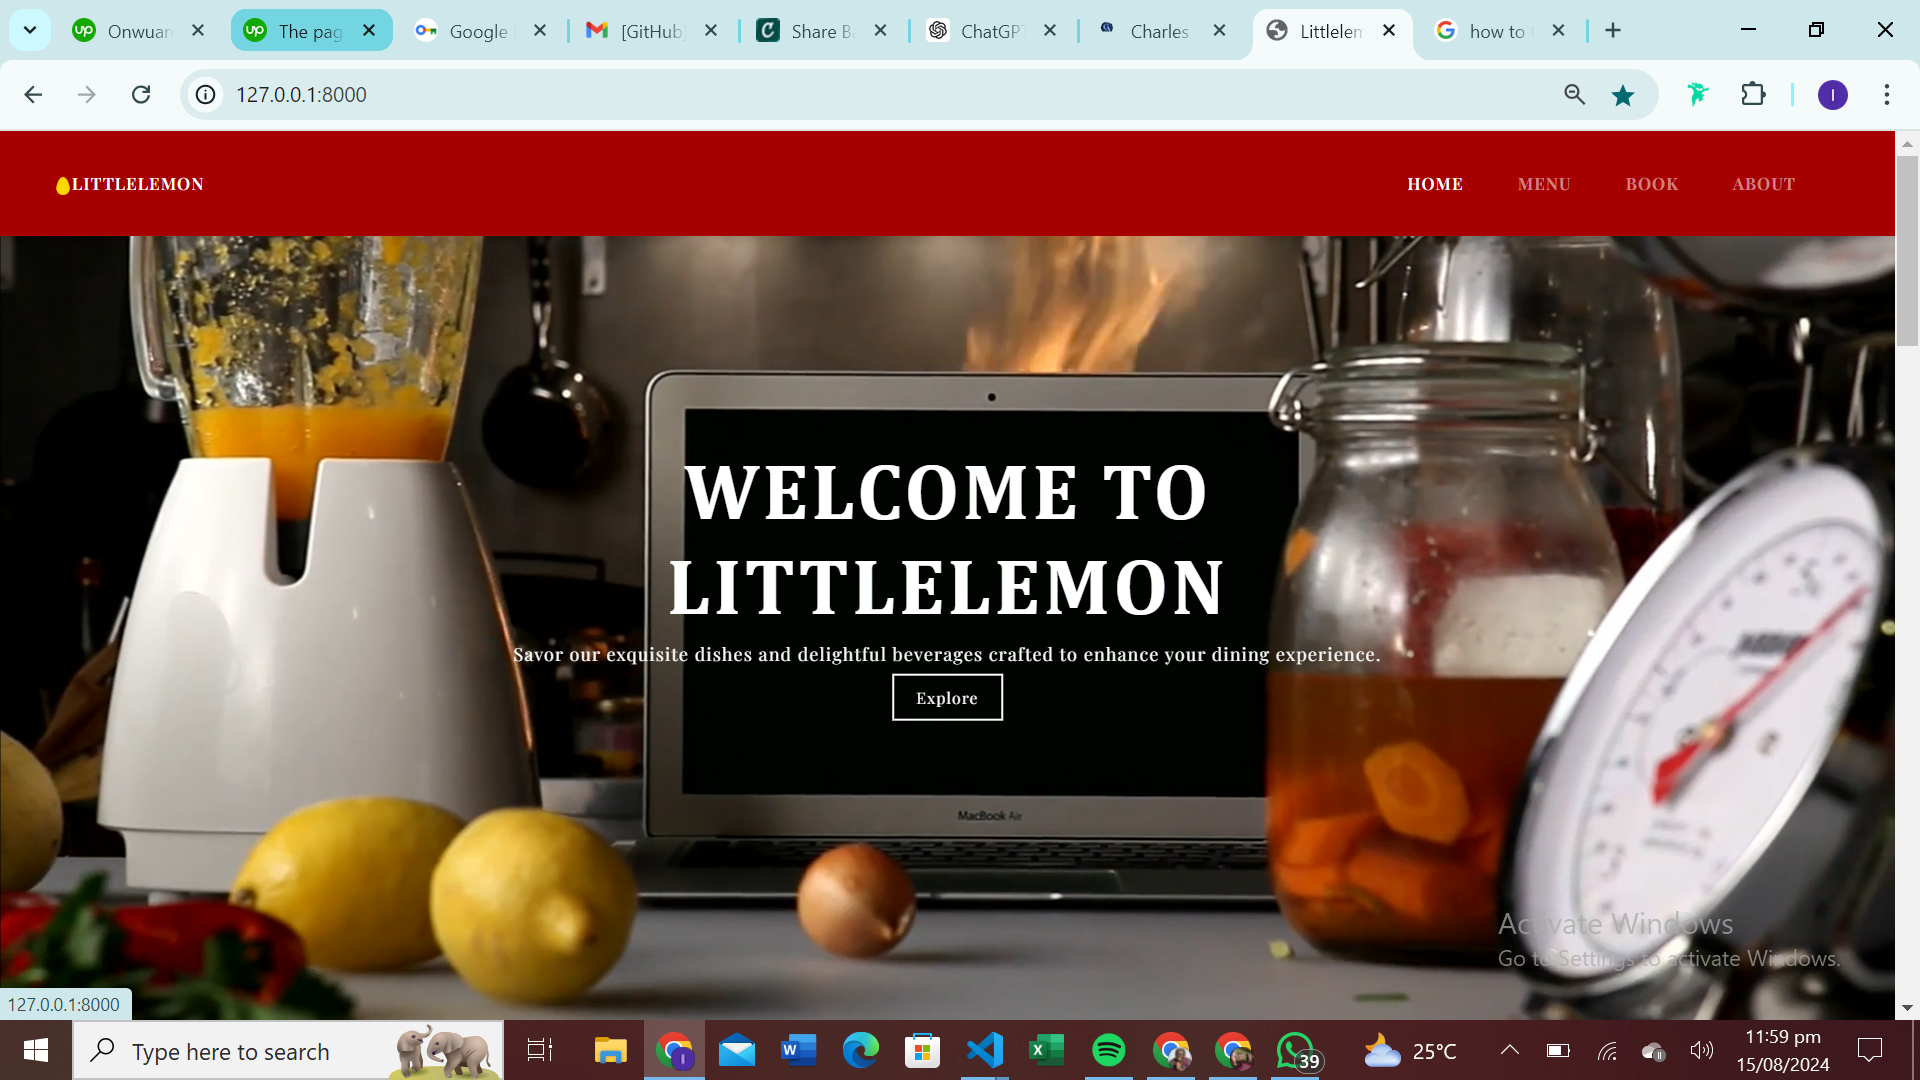 Onwuan
The pag
Google
[GitHub]
Share Ba
ChatGPT
Charles
Littlelem
how to
127.0.0.1:8000
LITTLELEMON
HOME MENU BOOK ABOUT
WELCOME TO
LITTLELEMON
Savor our exquisite dishes and delightful beverages crafted to enhance your dining experience.
Explore
MacBook Air
Activate Windows
Go to Settings to activate Windows.
127.0.0.1:8000
Type here to search
39
25°C
11:59 pm
15/08/2024